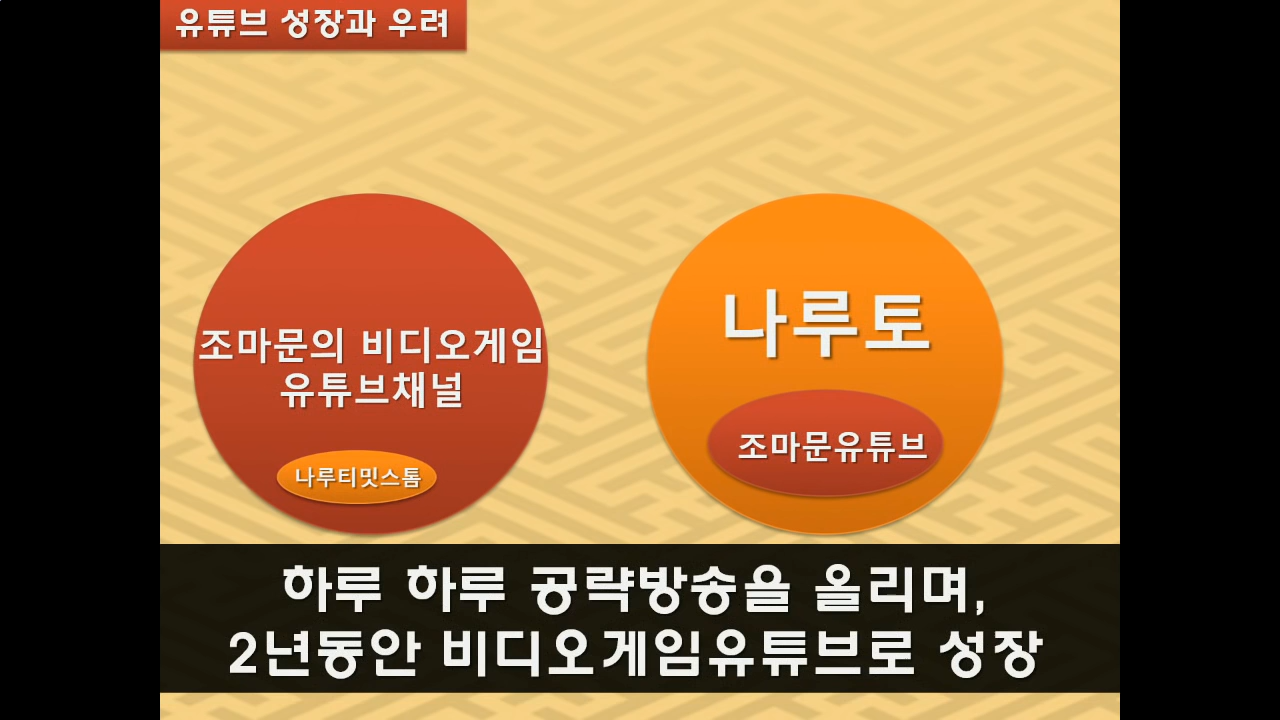 유튜브 성장과 우려
조마문의 비디오게임
유튜브채널
나루티밋스톰
나루토
조마문유튜브
하루 하루 공략방송을 올리며,
2년동안 비디오게임유튜브로 성장